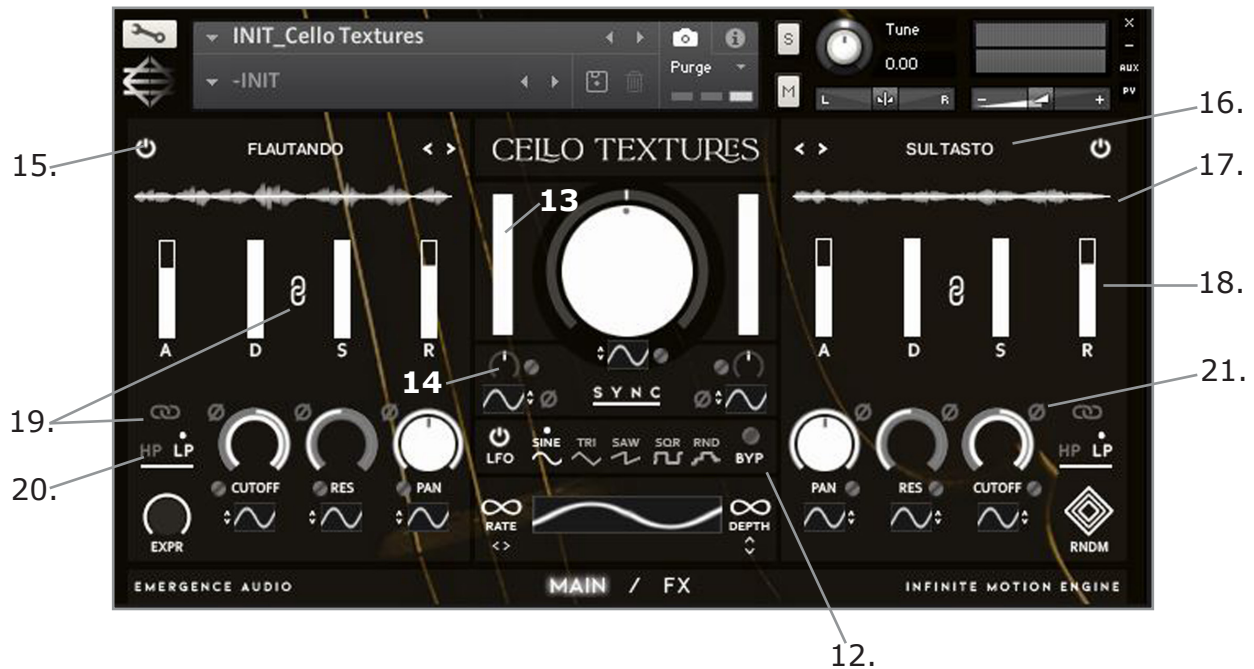 INIT_Cello Textures
-INIT
Purge
S
M
Tune
0.00
L R
- +
×
–
AUX
PV
16.
15.
FLAUTANDO < >
CELLO TEXTURES
< > SUL TASTO
17.
13
18.
A D S R
A D S R
14
SYNC
21.
19.
HP LP
CUTOFF RES PAN
LFO SINE TRI SAW SQR RND BYP
PAN RES CUTOFF
HP LP
20.
EXPR
RATE
< >
DEPTH
RNDM
EMERGENCE AUDIO
MAIN / FX
INFINITE MOTION ENGINE
12.